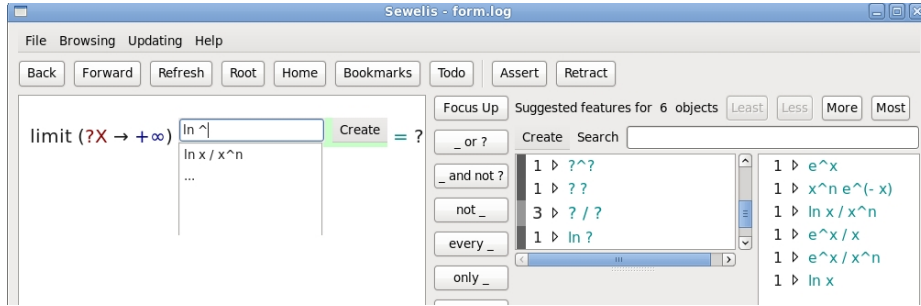 Sewelis - form.log
File Browsing Updating Help
Back Forward Refresh Root Home Bookmarks Todo Assert Retract
limit (?X → +∞) ln ^ Create = ?
ln x / x^n
...
Focus Up
_ or ?
_ and not ?
not _
every _
only _
Suggested features for 6 objects Least Less More Most
Create Search
1 ▷ ?^?
1 ▷ ? ?
3 ▷ ? / ?
1 ▷ ln ?
1 ▷ e^x
1 ▷ x^n e^(- x)
1 ▷ ln x / x^n
1 ▷ e^x / x
1 ▷ e^x / x^n
1 ▷ ln x